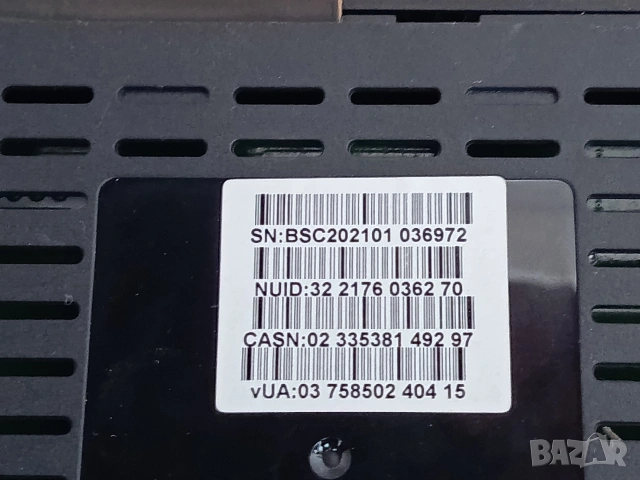 SN:BSC202101 036972
NUID:32 2176 0362 70
CASN:02 335381 492 97
vUA:03 758502 404 15
BAZAR